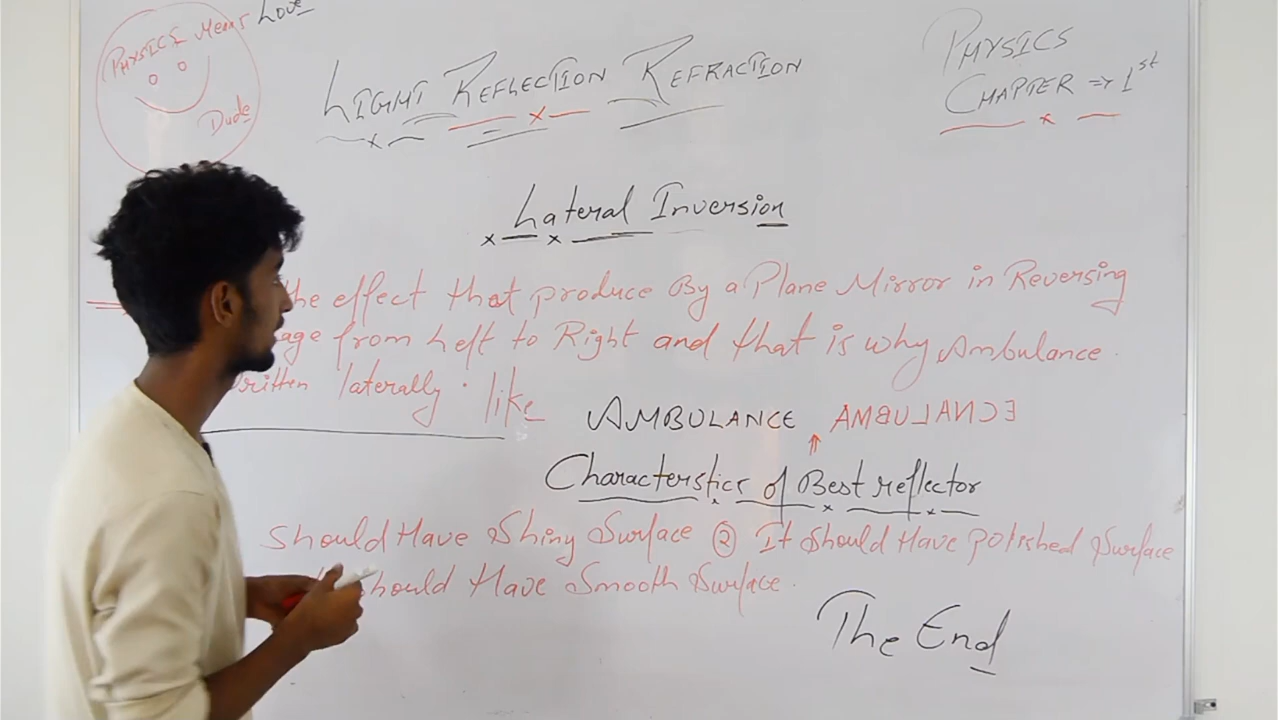 PHYSICS Means Love
Dude
LIGHT REFLECTION REFRACTION
PHYSICS
CHAPTER => 1st
Lateral Inversion
he effect that produce By a Plane Mirror in Reversing
age from Left to Right and that is why Ambulance.
written laterally. like
AMBULANCE AMBULANCE
Characterstics of Best reflector
Should Have Shiny Surface ② It should Have polished Surface
should Have Smooth Surface.
The End